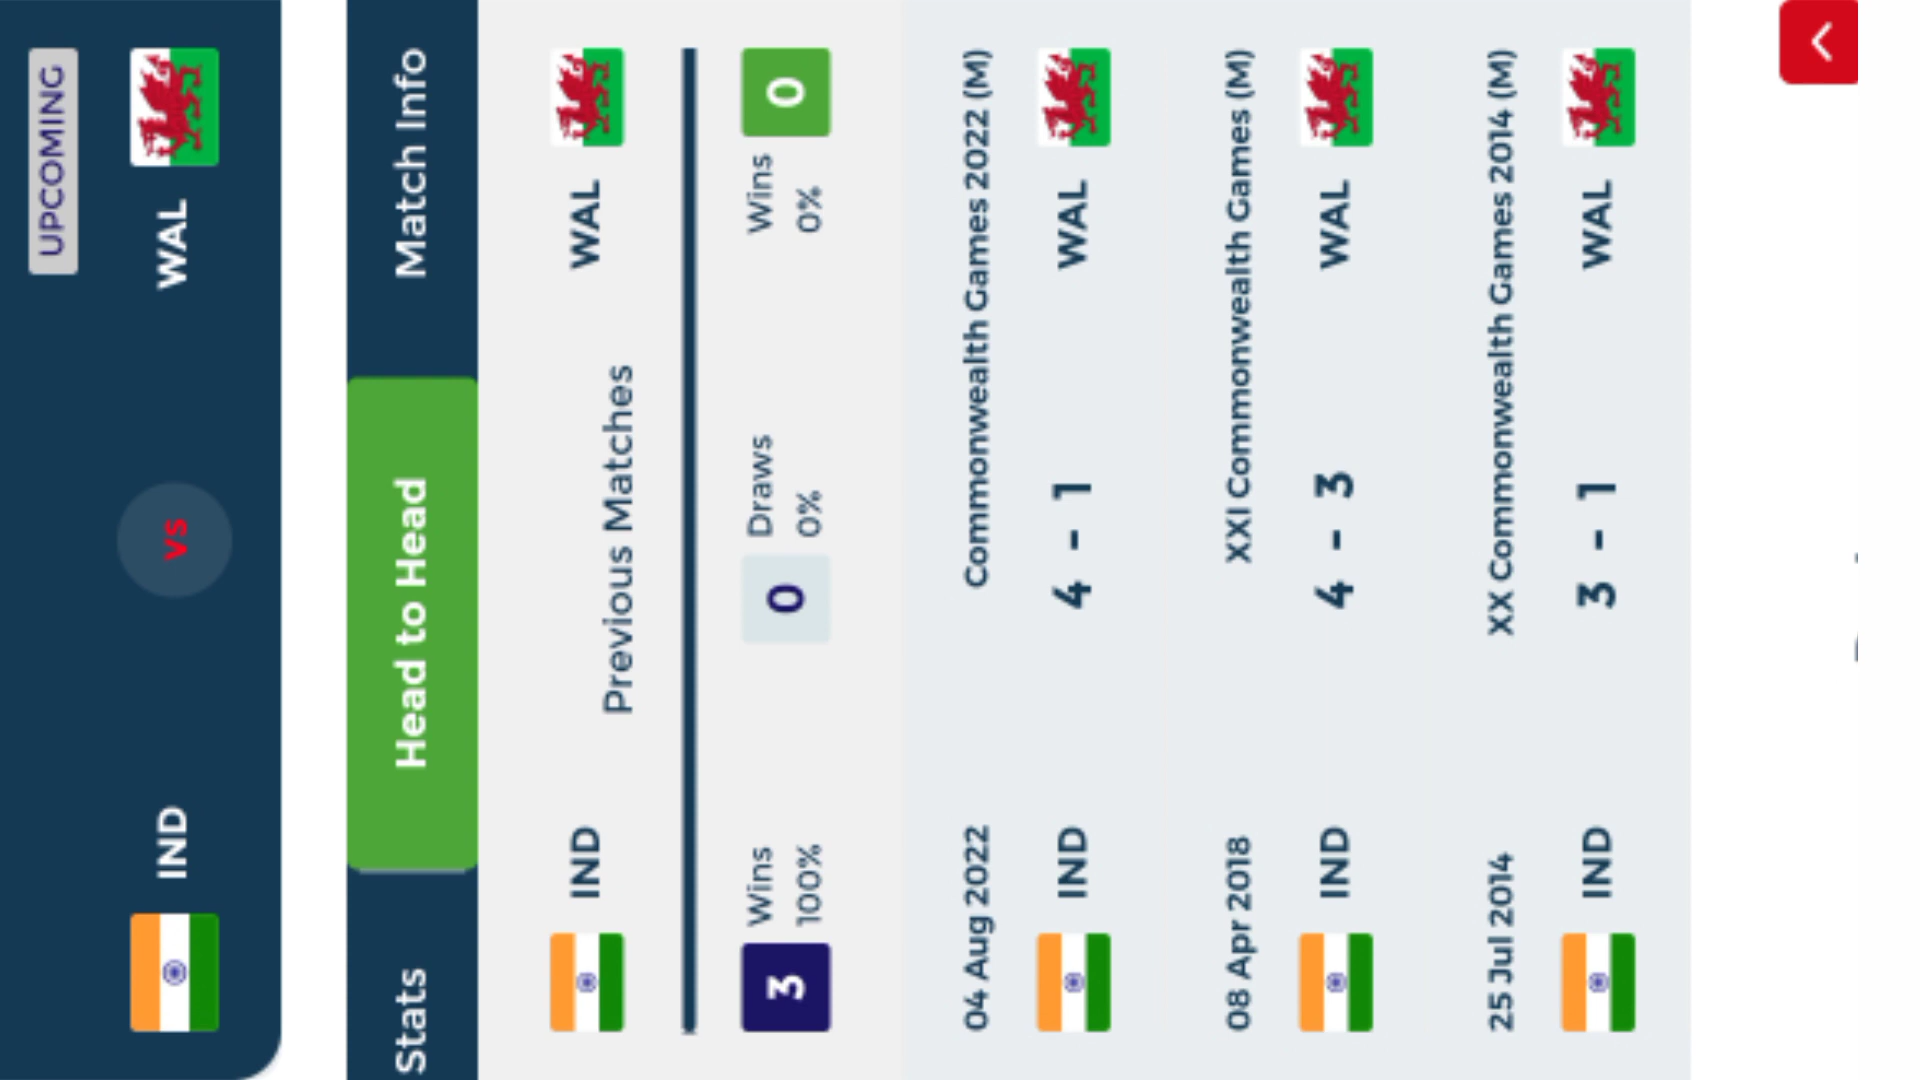 UPCOMING
IND vs WAL
Stats Head to Head Match Info
IND WAL
Previous Matches
3 Wins 100% 0 Draws 0% Wins 0% 0
04 Aug 2022 Commonwealth Games 2022 (M)
IND 4 - 1 WAL
08 Apr 2018 XXI Commonwealth Games (M)
IND 4 - 3 WAL
25 Jul 2014 XX Commonwealth Games 2014 (M)
IND 3 - 1 WAL